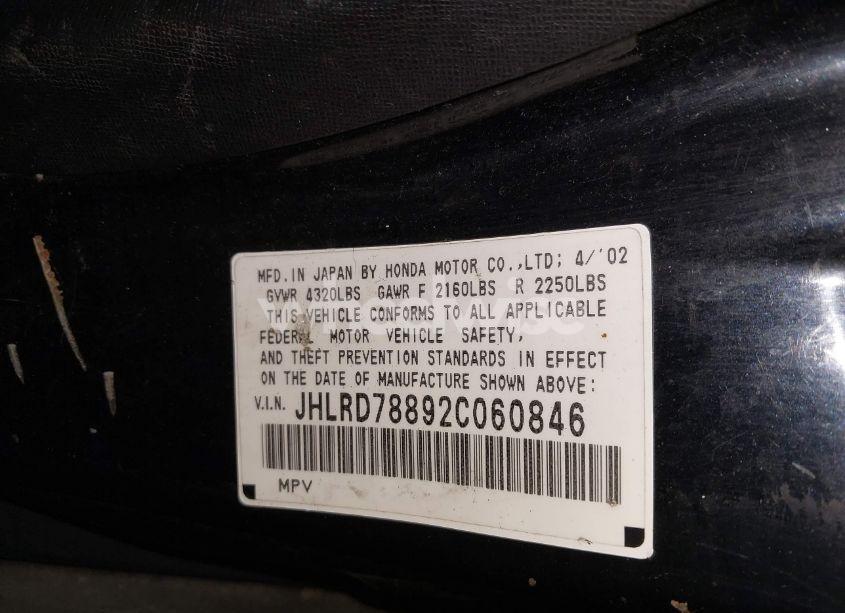 MFD.IN JAPAN BY HONDA MOTOR CO.,LTD; 4/'02
GVWR 4320LBS GAWR F 2160LBS R 2250LBS
THIS VEHICLE CONFORMS TO ALL APPLICABLE
FEDERAL MOTOR VEHICLE SAFETY,
AND THEFT PREVENTION STANDARDS IN EFFECT
ON THE DATE OF MANUFACTURE SHOWN ABOVE:
V.I.N. JHLRD78892C060846
MPV